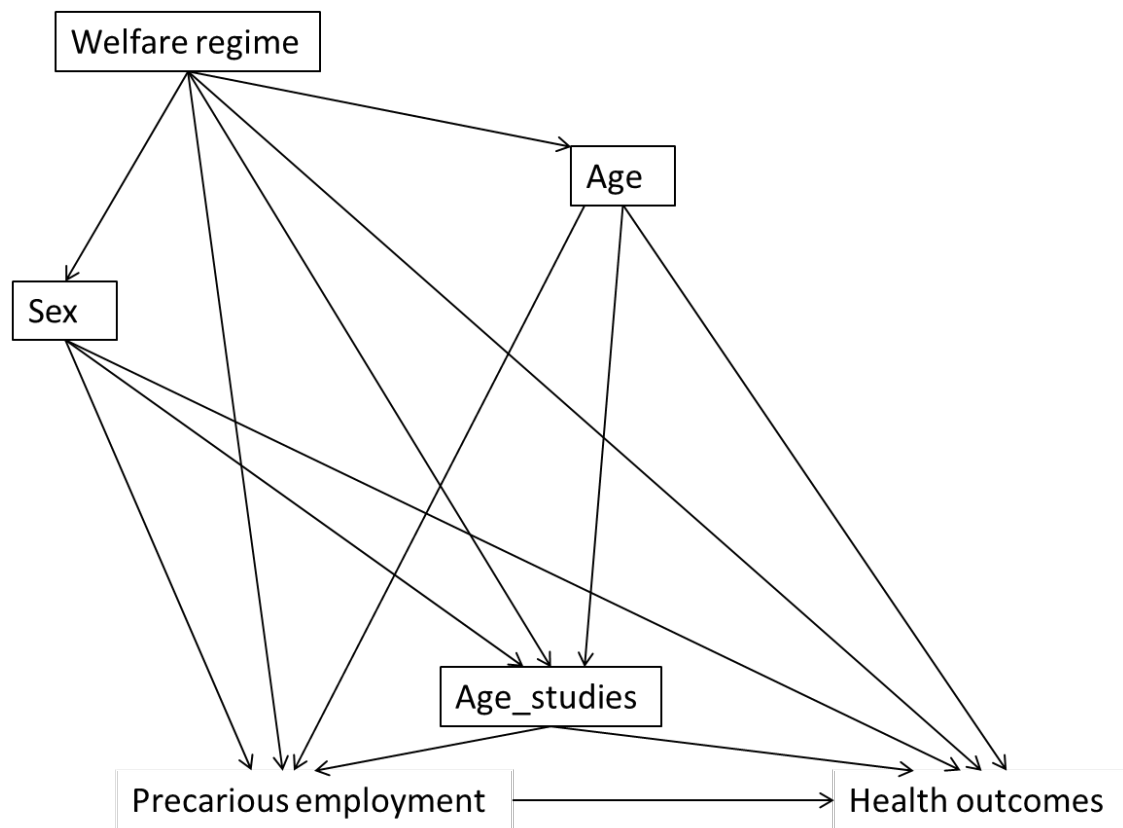 Welfare regime
Age
Sex
Age_studies
Precarious employment
Health outcomes